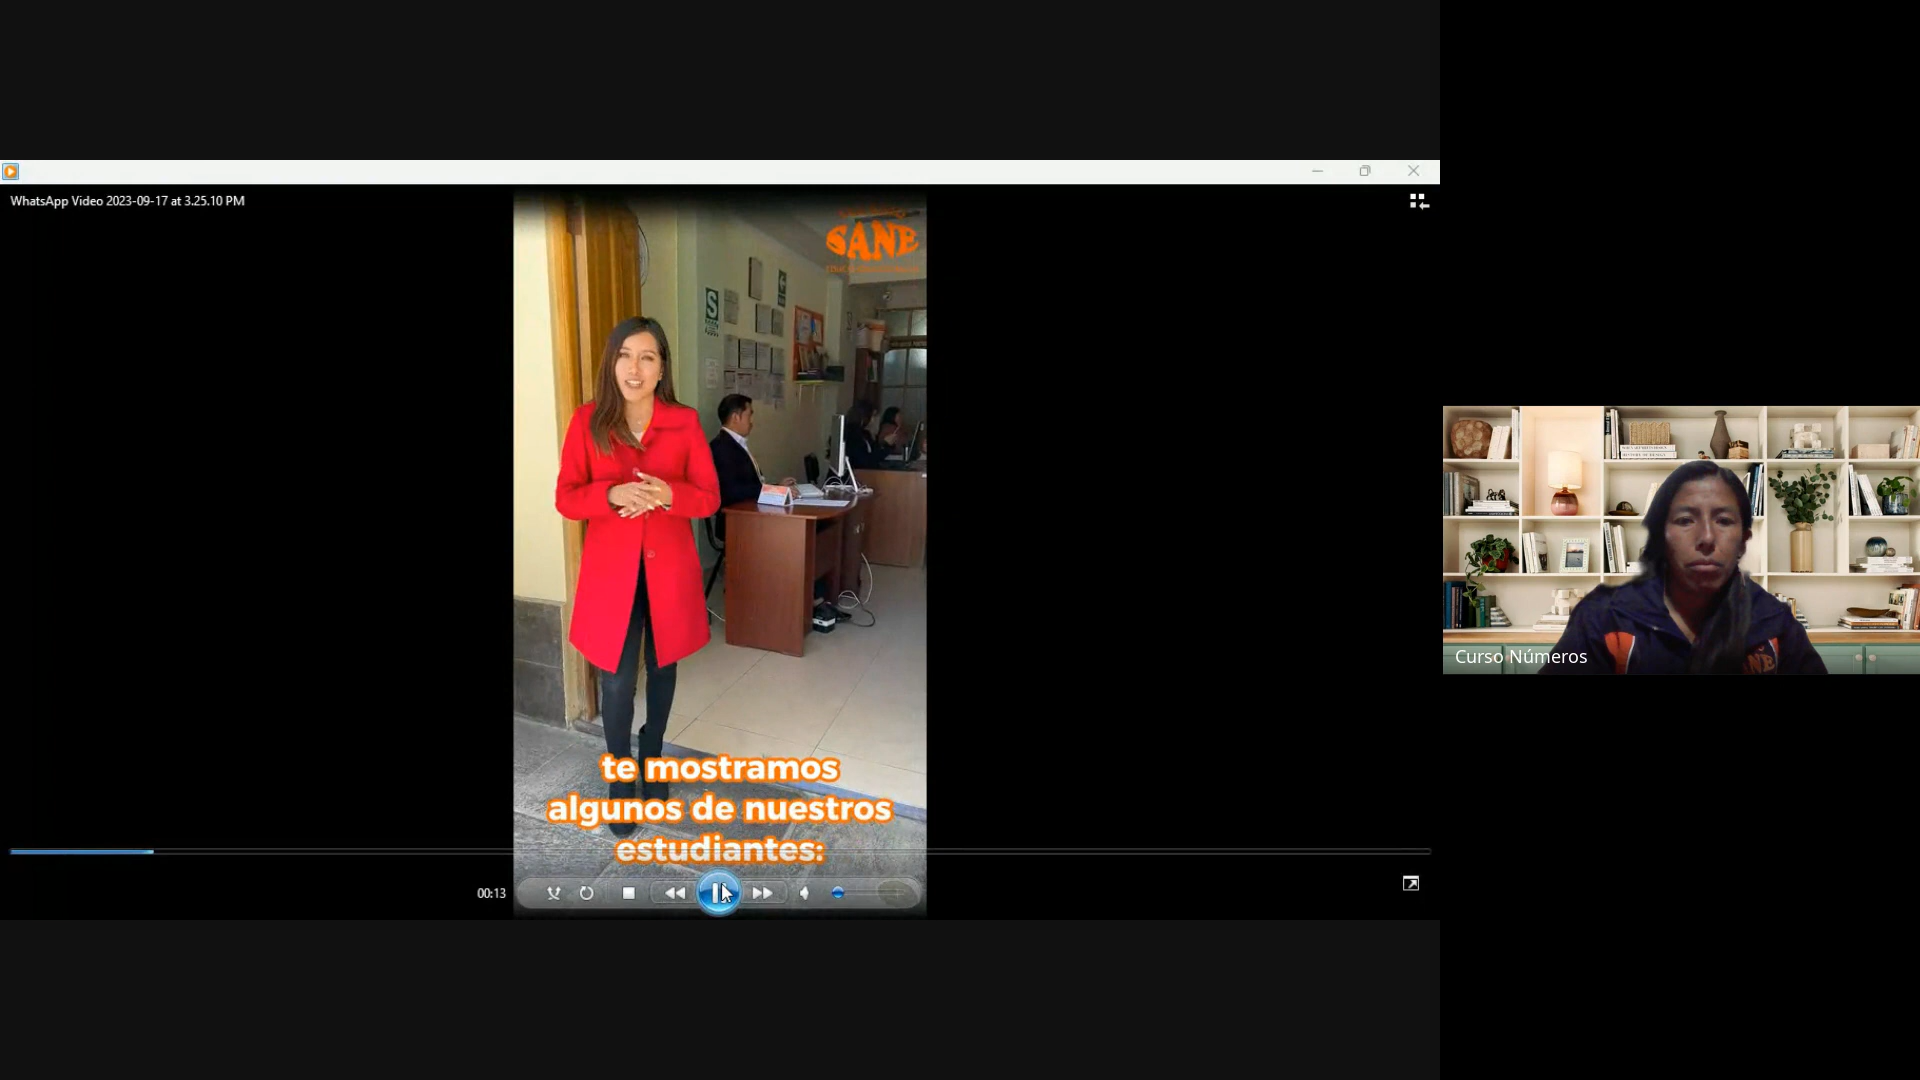 WhatsApp Video 2023-09-17 at 3.25.10 PM
SANE
S
te mostramos
algunos de nuestros
estudiantes:
00:13
Curso Números